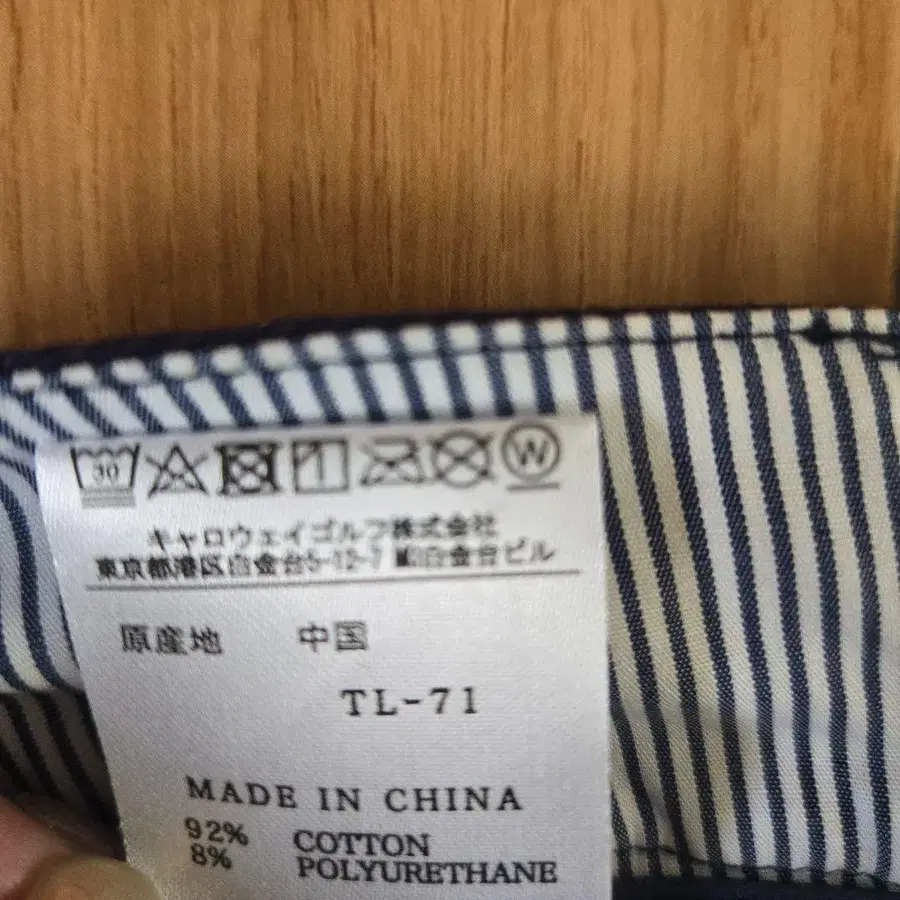 30 W
キャロウェイゴルフ株式会社
東京都港区白金台5-12-7 白金台ビル
原産地 中国
TL-71
MADE IN CHINA
92% COTTON
8% POLYURETHANE